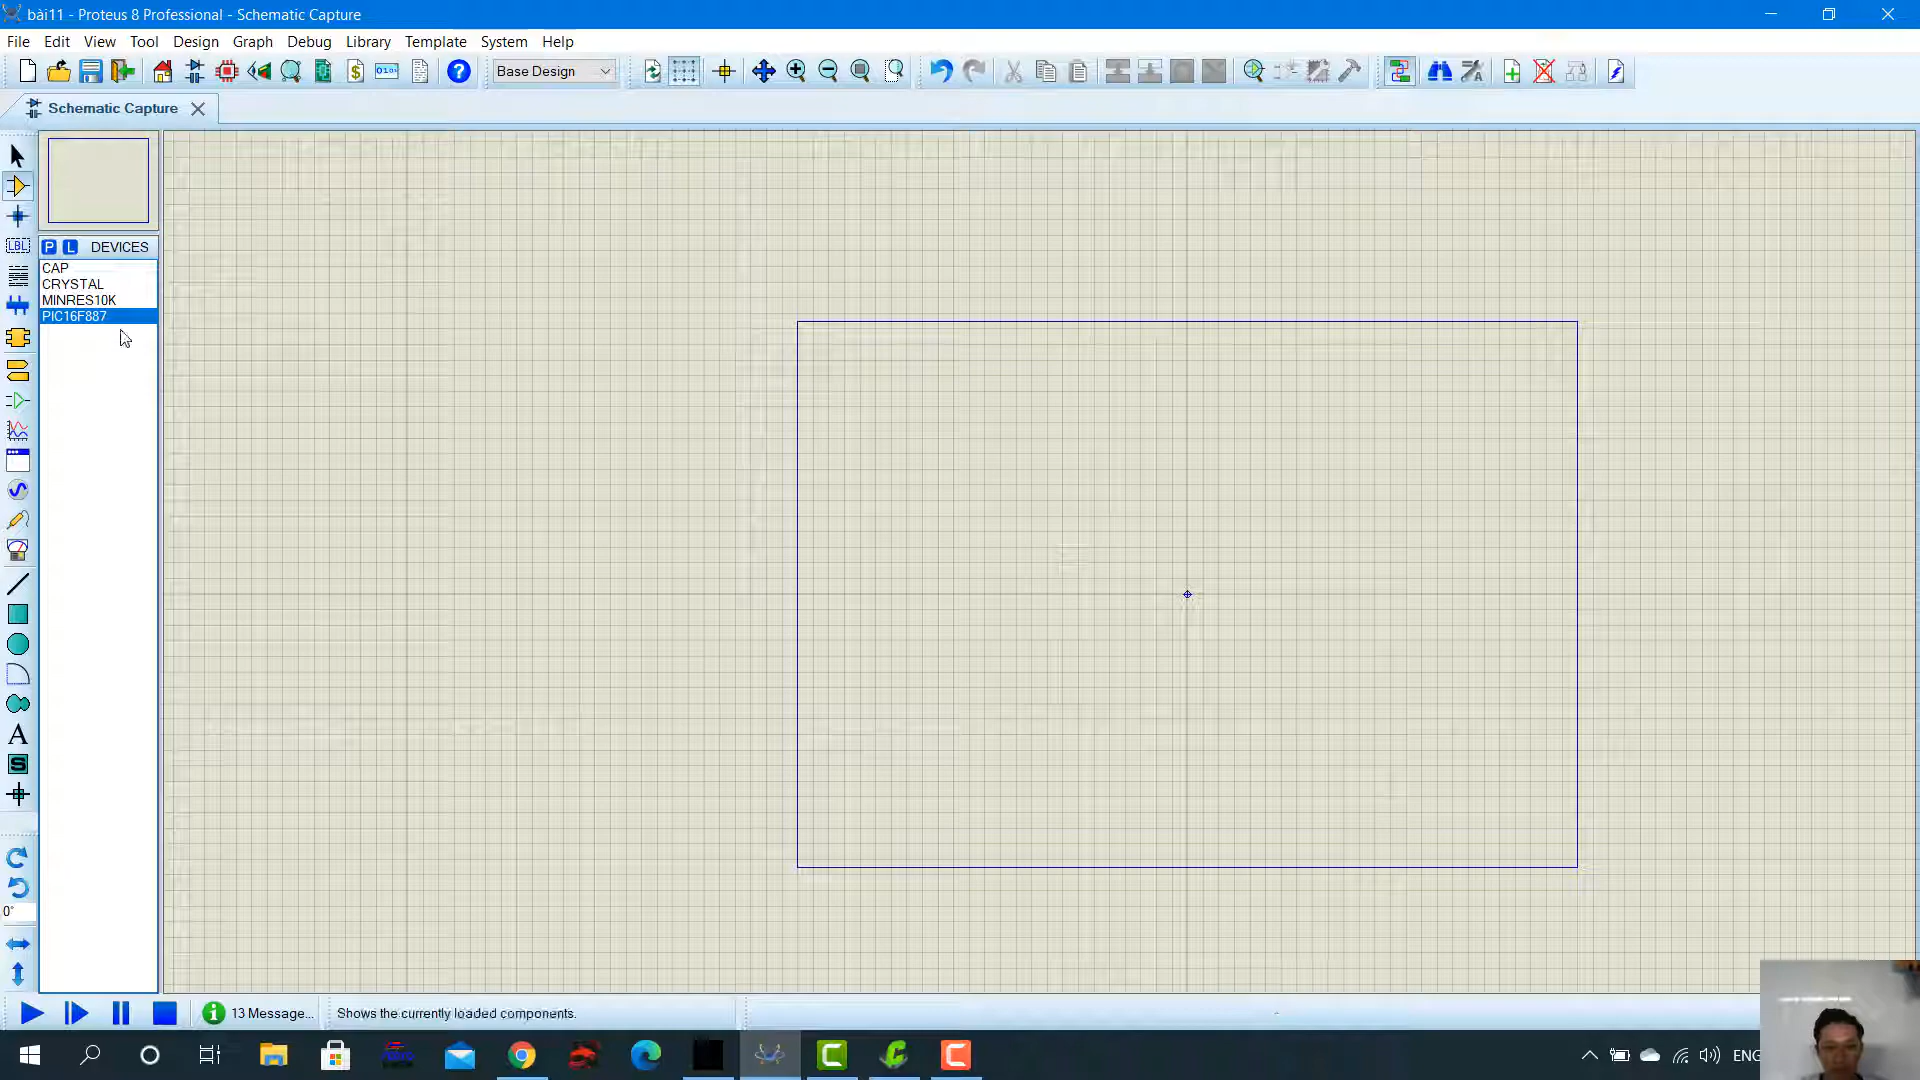 bài11 - Proteus 8 Professional - Schematic Capture
File Edit View Tool Design Graph Debug Library Template System Help
Base Design
Schematic Capture
P L DEVICES
CAP
CRYSTAL
MINRES10K
PIC16F887
LBL
A
S
0°
13 Message...
Shows the currently loaded components.
ENG